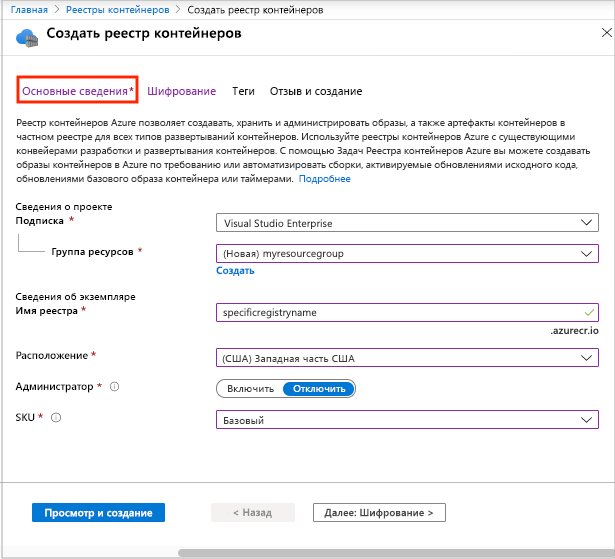 Главная > Реестры контейнеров > Создать реестр контейнеров
Создать реестр контейнеров
Основные сведения* Шифрование Теги Отзыв и создание
Реестр контейнеров Azure позволяет создавать, хранить и администрировать образы, а также артефакты контейнеров в
частном реестре для всех типов развертываний контейнеров. Используйте реестры контейнеров Azure с существующими
конвейерами разработки и развертывания контейнеров. С помощью Задач Реестра контейнеров Azure вы можете создавать
образы контейнеров в Azure по требованию или автоматизировать сборки, активируемые обновлениями исходного кода,
обновлениями базового образа контейнера или таймерами. Подробнее
Сведения о проекте
Подписка *
Visual Studio Enterprise
Группа ресурсов *
(Новая) myresourcegroup
Создать
Сведения об экземпляре
Имя реестра *
specificregistryname
.azurecr.io
Расположение *
(США) Западная часть США
Администратор *
Включить Отключить
SKU *
Базовый
Просмотр и создание < Назад Далее: Шифрование >